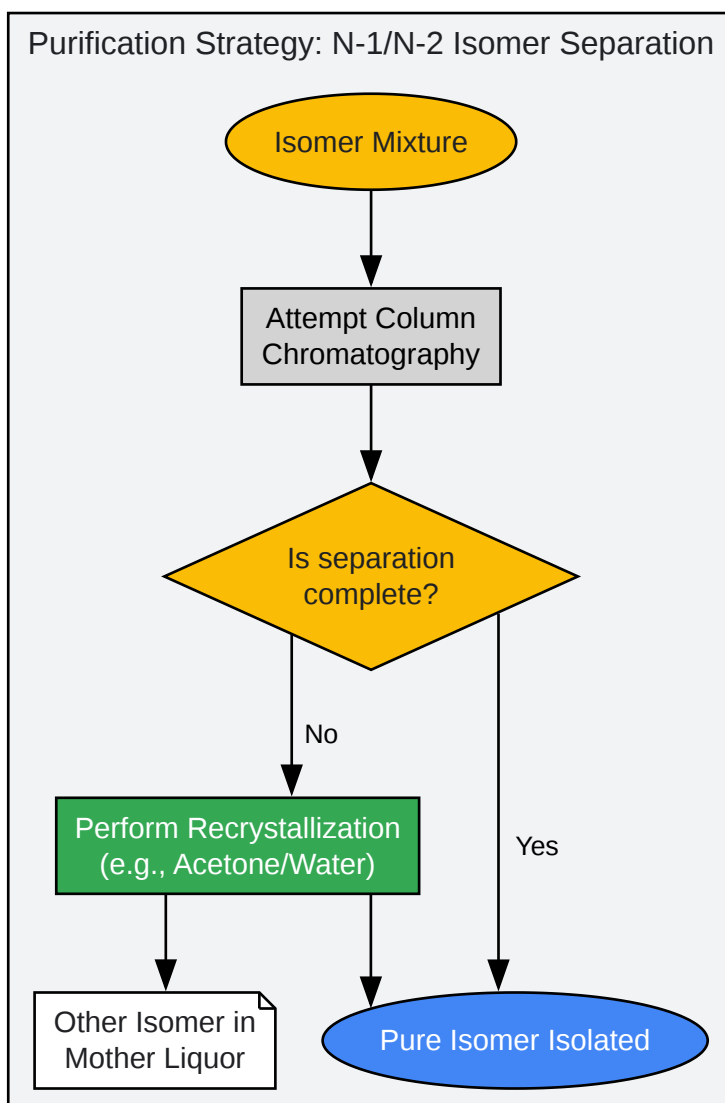 Purification Strategy: N-1/N-2 Isomer Separation
Isomer Mixture
Attempt Column
Chromatography
Is separation
complete?
No
Perform Recrystallization
(e.g., Acetone/Water)
Yes
Other Isomer in
Mother Liquor
Pure Isomer Isolated